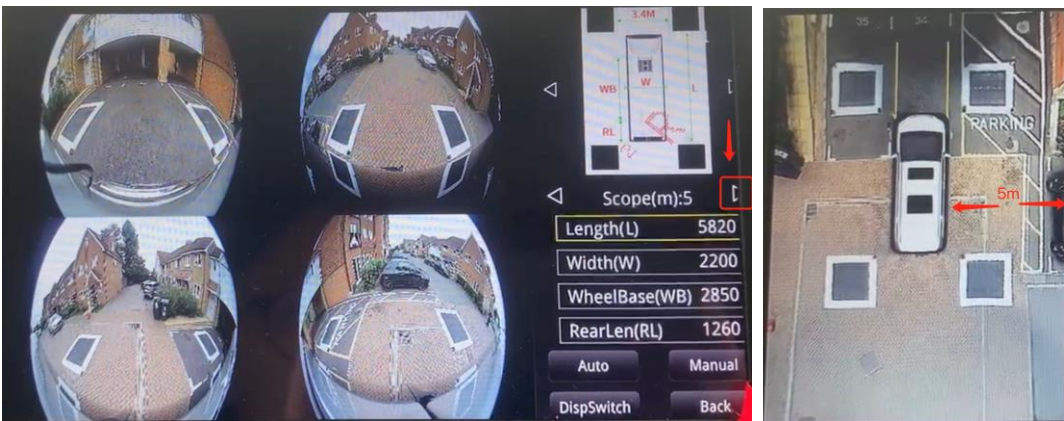 3.4M
W
WB
L
RL
Scope(m):5
Length(L) 5820
Width(W) 2200
WheelBase(WB) 2850
RearLen(RL) 1260
Auto Manual
DispSwitch Back
35 34
PARKING
5m